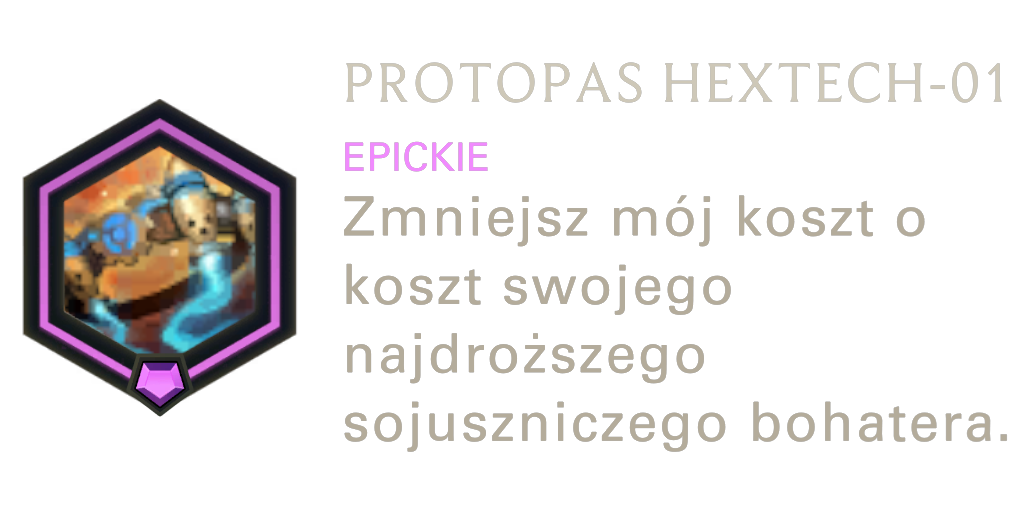 PROTOPAS HEXTECH-01
EPICKIE
Zmniejsz mój koszt o
koszt swojego
najdroższego
sojuszniczego bohatera.